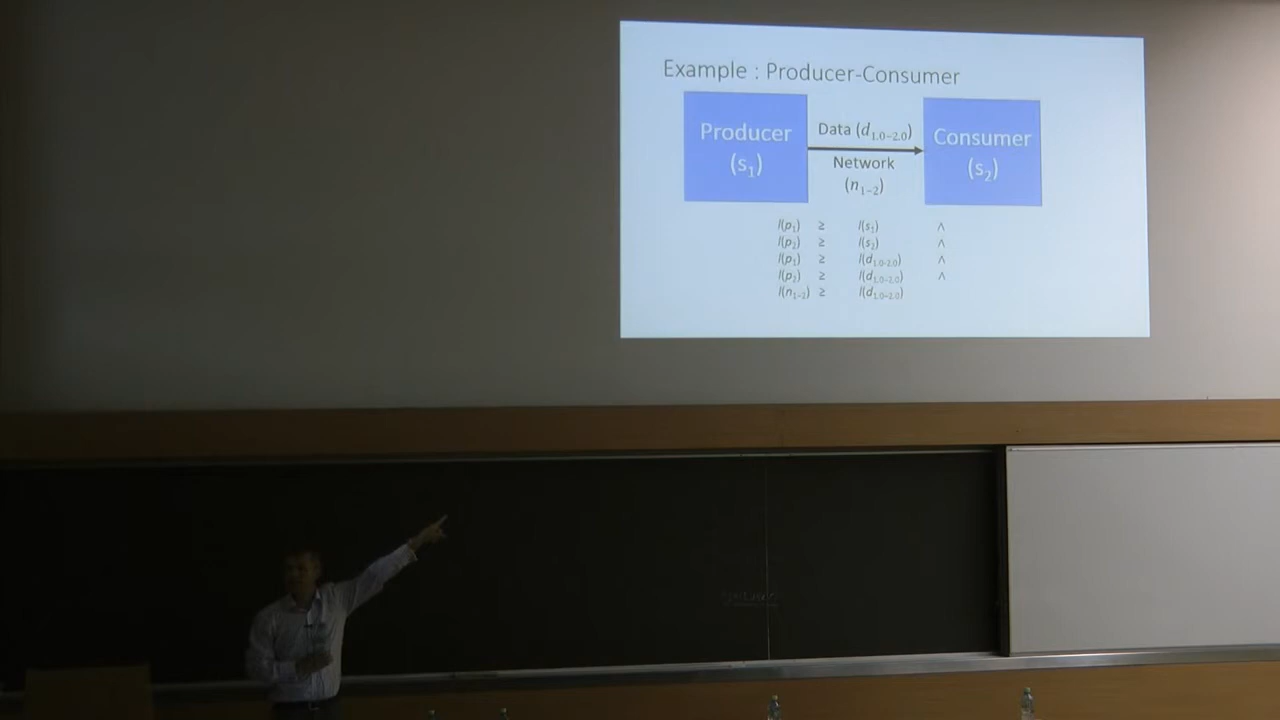 Example : Producer-Consumer
Producer
(s₁)
Data (d₁.₀₋₂.₀)
Network
(n₁₋₂)
Consumer
(s₂)
l(p₁) ≥ l(s₁) ∧
l(p₂) ≥ l(s₂) ∧
l(p₁) ≥ l(d₁.₀₋₂.₀) ∧
l(p₂) ≥ l(d₁.₀₋₂.₀) ∧
l(n₁₋₂) ≥ l(d₁.₀₋₂.₀)